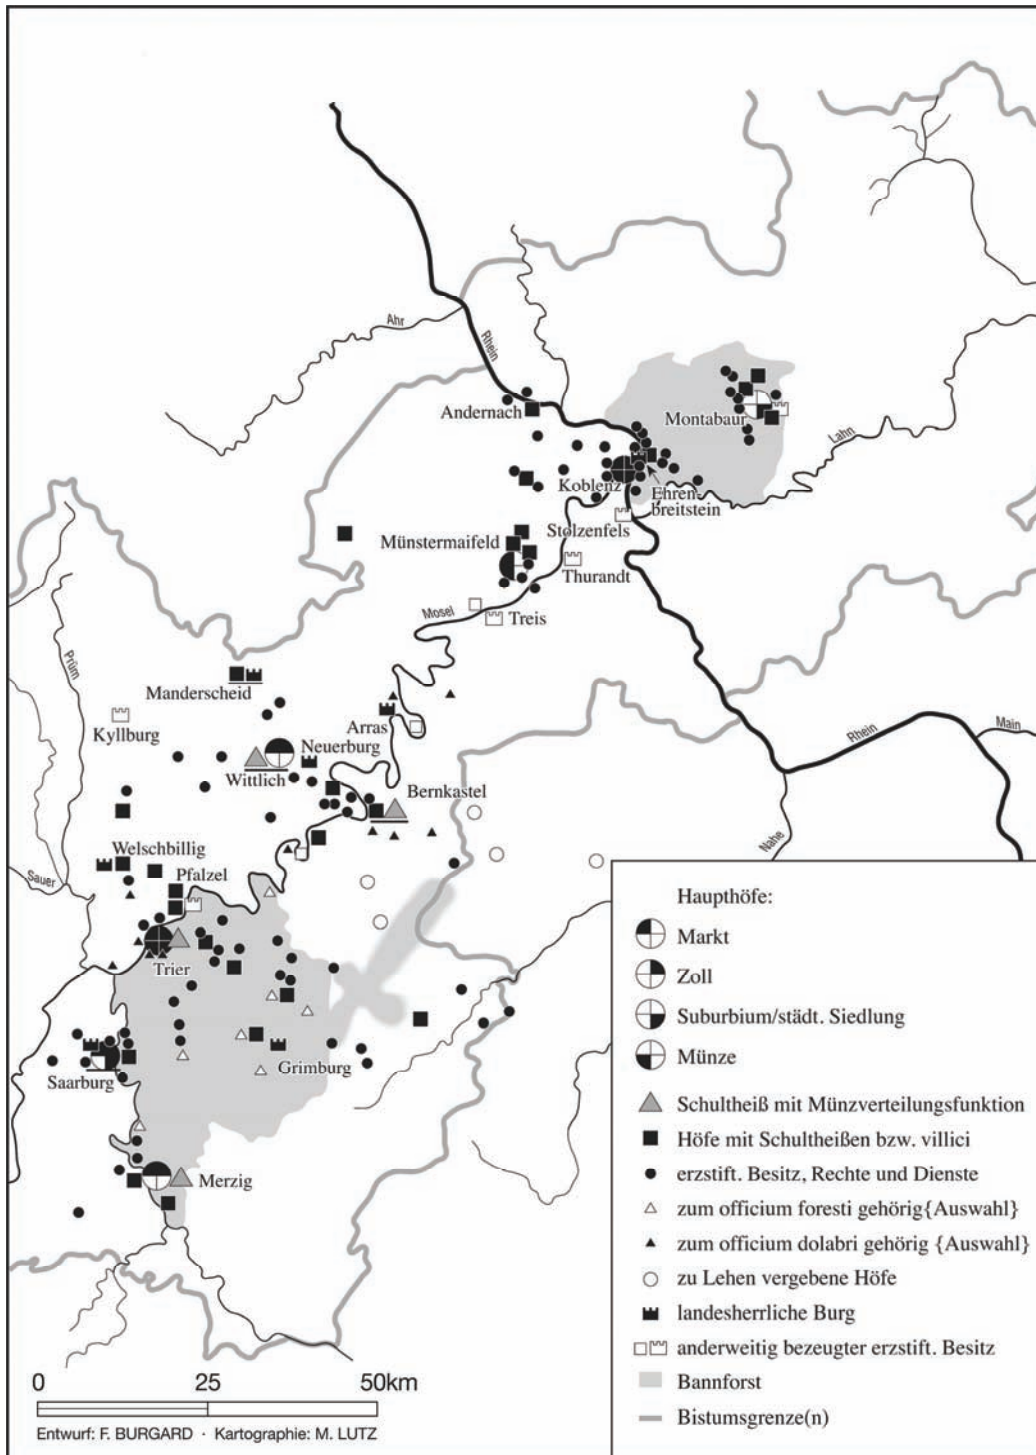 Ahr
Rhein
Andernach
Montabaur
Lahn
Koblenz
Ehren-
breitstein
Stolzenfels
Münstermaifeld
Thurandt
Mosel
Treis
Prüm
Manderscheid
Kyllburg
Arras
Neuerburg
Wittlich
Bernkastel
Rhein
Main
Nahe
Welschbillig
Sauer
Pfalzel
Trier
Grimburg
Saarburg
Merzig
Haupthöfe:
Markt
Zoll
Suburbium/städt. Siedlung
Münze
Schultheiß mit Münzverteilungsfunktion
Höfe mit Schultheißen bzw. villici
erzstift. Besitz, Rechte und Dienste
zum officium foresti gehörig{Auswahl}
zum officium dolabri gehörig {Auswahl}
zu Lehen vergebene Höfe
landesherrliche Burg
anderweitig bezeugter erzstift. Besitz
Bannforst
Bistumsgrenze(n)
0 25 50km
Entwurf: F. BURGARD · Kartographie: M. LUTZ